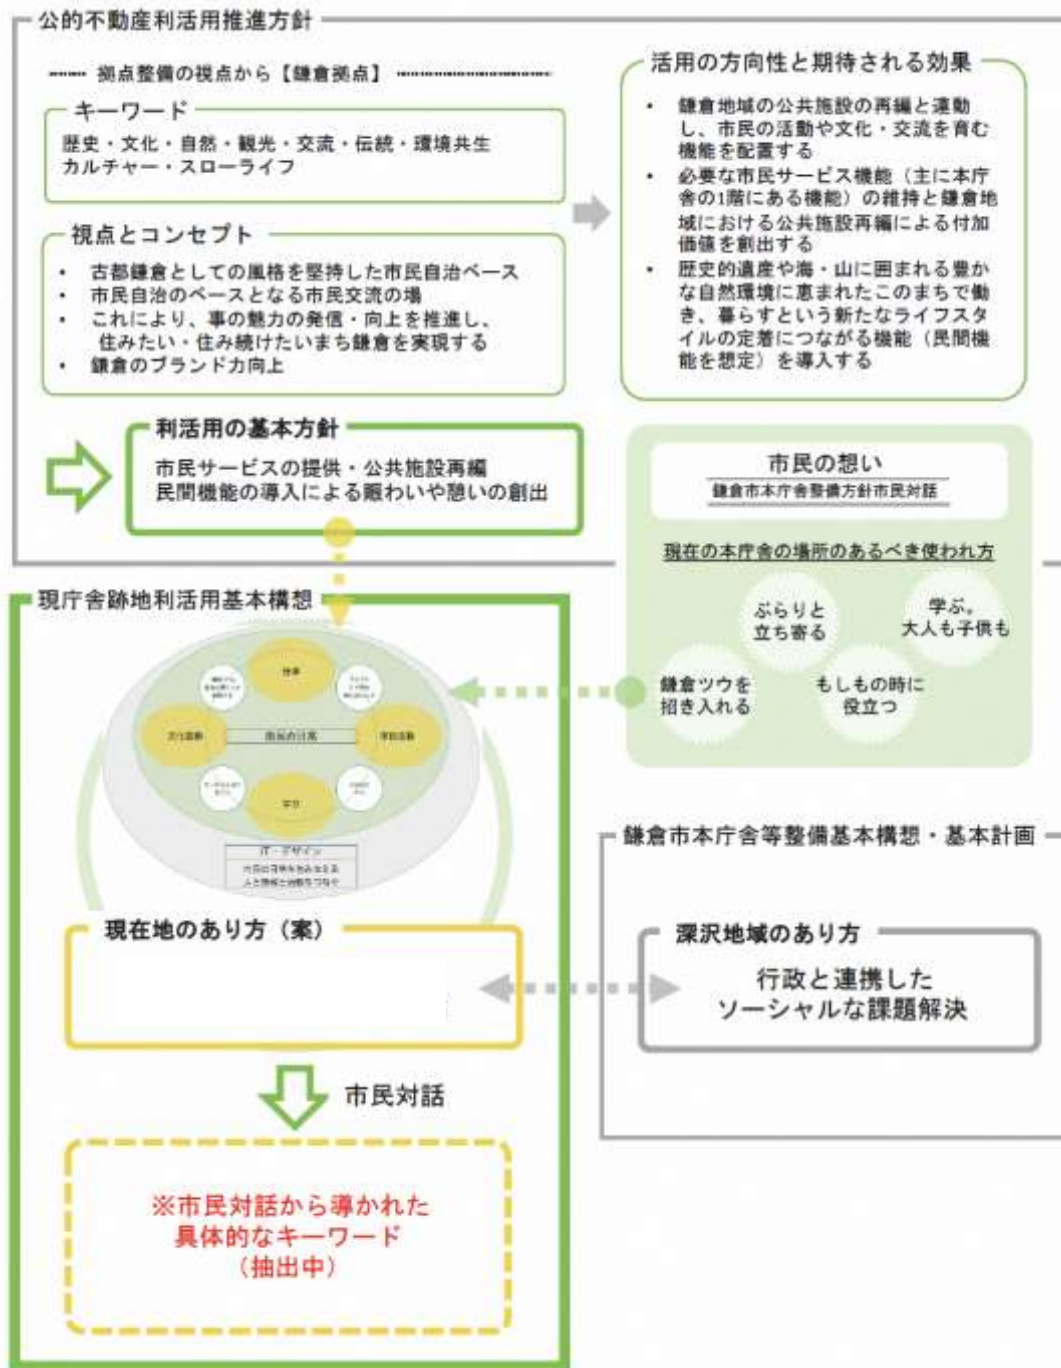 公的不動産利活用推進方針
拠点整備の視点から【鎌倉拠点】
キーワード
歴史・文化・自然・観光・交流・伝統・環境共生
カルチャー・スローライフ
視点とコンセプト
• 古都鎌倉としての風格を堅持した市民自治ベース
• 市民自治のベースとなる市民交流の場
• これにより、事の魅力の発信・向上を推進し、
住みたい・住み続けたいまち鎌倉を実現する
• 鎌倉のブランド力向上
活用の方向性と期待される効果
• 鎌倉地域の公共施設の再編と連動
し、市民の活動や文化・交流を育む
機能を配置する
• 必要な市民サービス機能（主に本庁
舎の1階にある機能）の維持と鎌倉地
域における公共施設再編による付加
価値を創出する
• 歴史的遺産や海・山に囲まれる豊か
な自然環境に恵まれたこのまちで働
き、暮らすという新たなライフスタ
イルの定着につながる機能（民間機
能を想定）を導入する
利活用の基本方針
市民サービスの提供・公共施設再編
民間機能の導入による賑わいや憩いの創出
市民の想い
鎌倉市本庁舎整備方針市民対話
現在の本庁舎の場所のあるべき使われ方
ぶらりと
立ち寄る
学ぶ。
大人も子供も
鎌倉ツウを
招き入れる
もしもの時に
役立つ
現庁舎跡地利活用基本構想
文化活動
市民の日常
学習
IT・デザイン
現在地のあり方（案）
市民対話
※市民対話から導かれた
具体的なキーワード
（抽出中）
鎌倉市本庁舎等整備基本構想・基本計画
深沢地域のあり方
行政と連携した
ソーシャルな課題解決